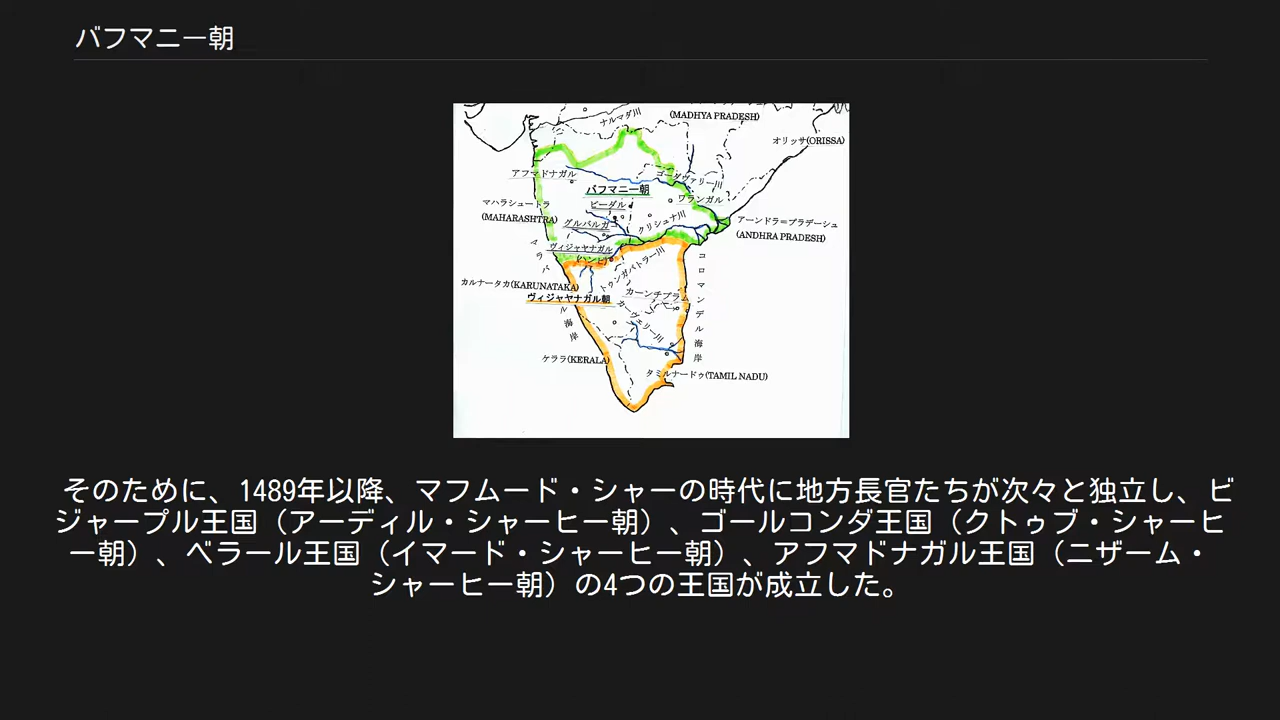 バフマニー朝
ナルマダ川
(MADHYA PRADESH)
オリッサ(ORISSA)
アフマドナガル
ゴーダヴァリー川
バフマニー朝
ワランガル
マハラシュートラ
(MAHARASHTRA)
ビーダル
グルバルガ
クリシュナ川
アーンドラ＝プラデーシュ
(ANDHRA PRADESH)
ヴィジャヤナガル
(ハンピ)
トゥンガバトラー川
カルナータカ(KARUNATAKA)
ヴィジャヤナガル朝
カーンチプラム
カーヴェリー川
コロマンデル海岸
ケララ(KERALA)
タミルナードゥ(TAMIL NADU)
そのために、1489年以降、マフムード・シャーの時代に地方長官たちが次々と独立し、ビ
ジャープル王国（アーディル・シャーヒー朝）、ゴールコンダ王国（クトゥブ・シャーヒ
ー朝）、ベラール王国（イマード・シャーヒー朝）、アフマドナガル王国（ニザーム・
シャーヒー朝）の4つの王国が成立した。